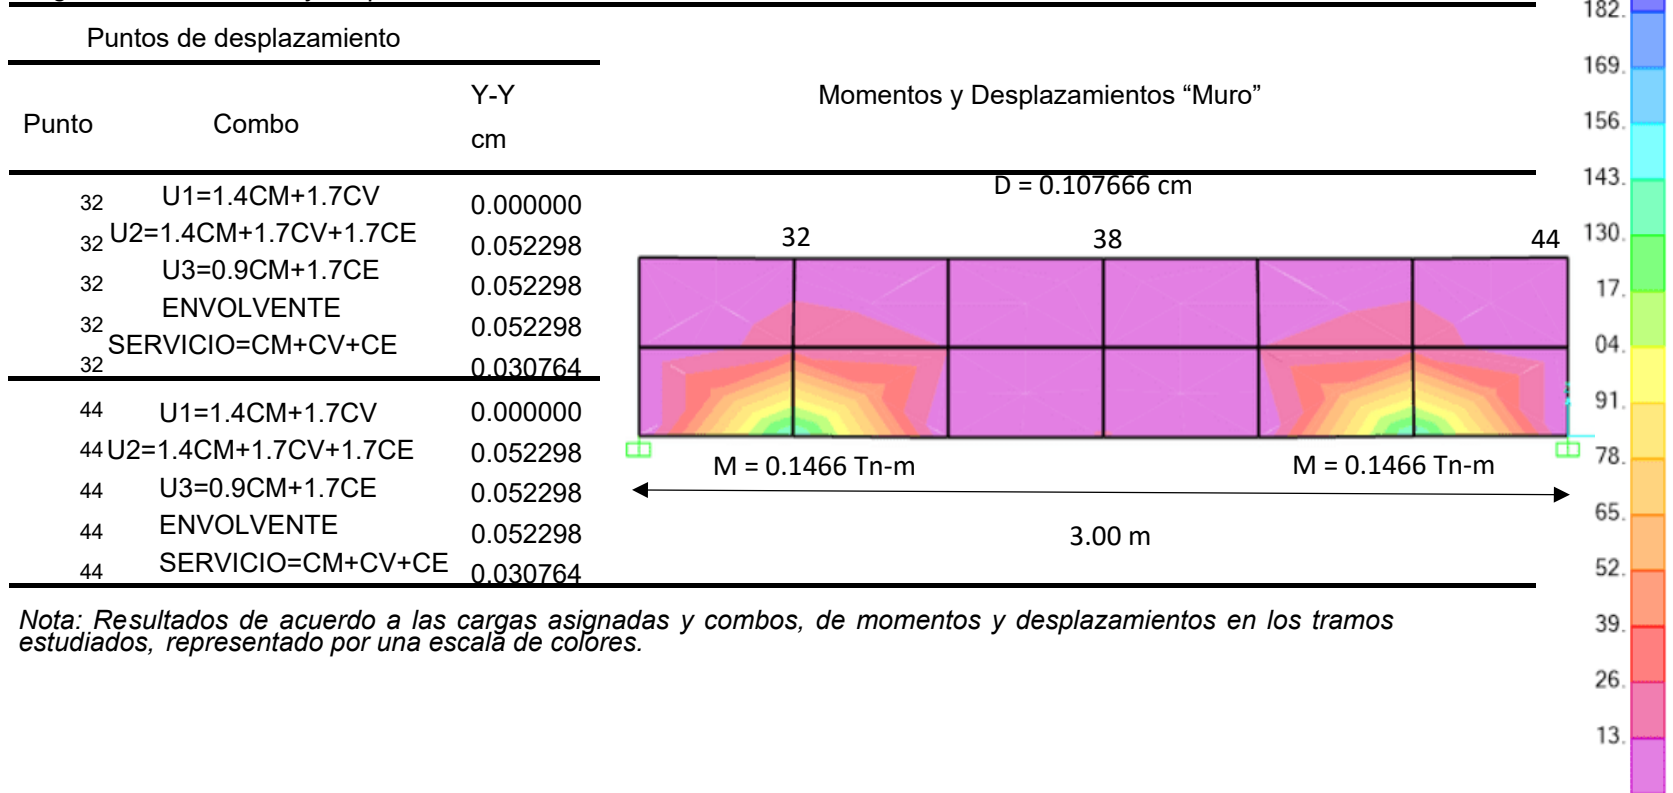 Puntos de desplazamiento
Punto Combo Y-Y cm Momentos y Desplazamientos “Muro”
32 U1=1.4CM+1.7CV 0.000000
32 U2=1.4CM+1.7CV+1.7CE 0.052298
32 U3=0.9CM+1.7CE 0.052298
32 ENVOLVENTE 0.052298
32 SERVICIO=CM+CV+CE 0.030764
44 U1=1.4CM+1.7CV 0.000000
44 U2=1.4CM+1.7CV+1.7CE 0.052298
44 U3=0.9CM+1.7CE 0.052298
44 ENVOLVENTE 0.052298
44 SERVICIO=CM+CV+CE 0.030764
D = 0.107666 cm
32 38 44
M = 0.1466 Tn-m M = 0.1466 Tn-m
3.00 m
Nota: Resultados de acuerdo a las cargas asignadas y combos, de momentos y desplazamientos en los tramos
estudiados, representado por una escala de colores.
182.
169.
156.
143.
130.
17.
04.
91.
78.
65.
52.
39.
26.
13.